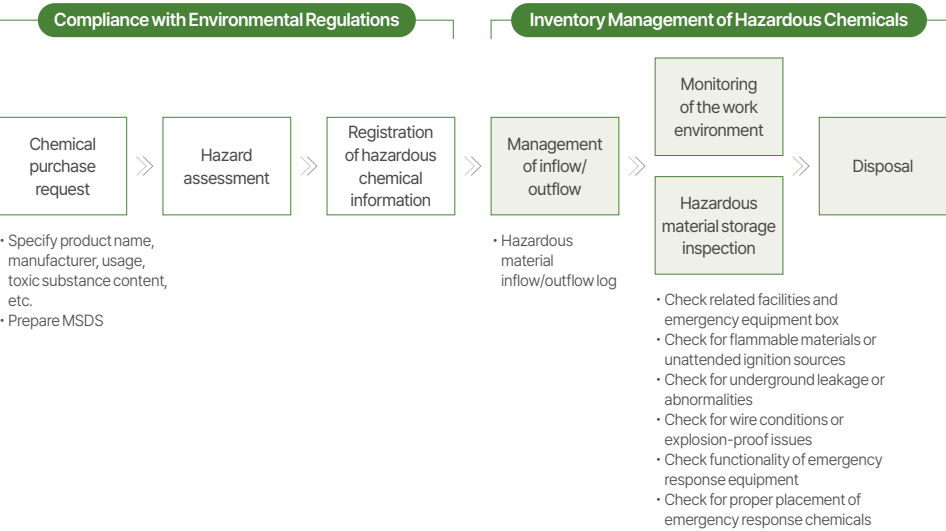 Compliance with Environmental Regulations
Inventory Management of Hazardous Chemicals
Chemical
purchase
request
Hazard
assessment
Registration
of hazardous
chemical
information
Management
of inflow/
outflow
Monitoring
of the work
environment
Hazardous
material storage
inspection
Disposal
• Specify product name,
manufacturer, usage,
toxic substance content,
etc.
• Prepare MSDS
• Hazardous
material
inflow/outflow log
• Check related facilities and
emergency equipment box
• Check for flammable materials or
unattended ignition sources
• Check for underground leakage or
abnormalities
• Check for wire conditions or
explosion-proof issues
• Check functionality of emergency
response equipment
• Check for proper placement of
emergency response chemicals